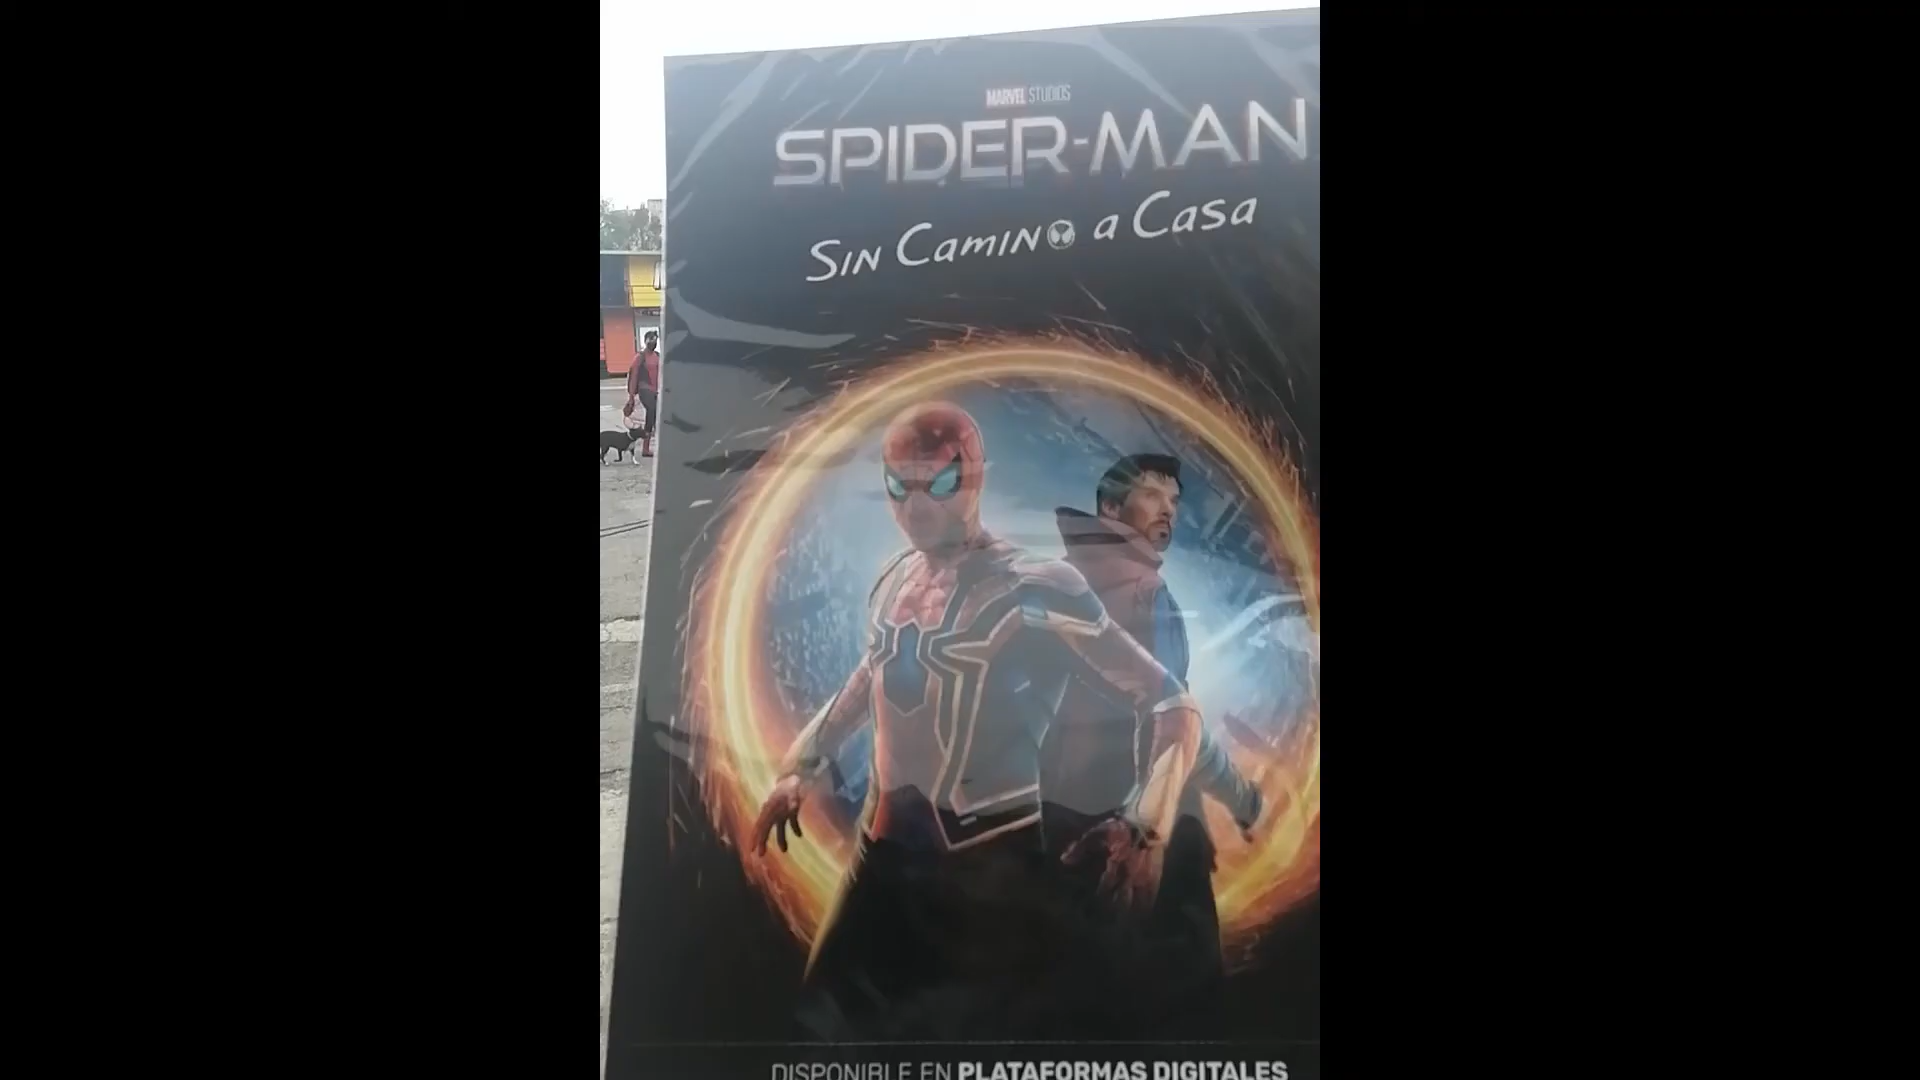 MARVEL STUDIOS
SPIDER-MAN
SIN CAMINO a CaSa
DISPONIBLE EN PLATAFORMAS DIGITALES